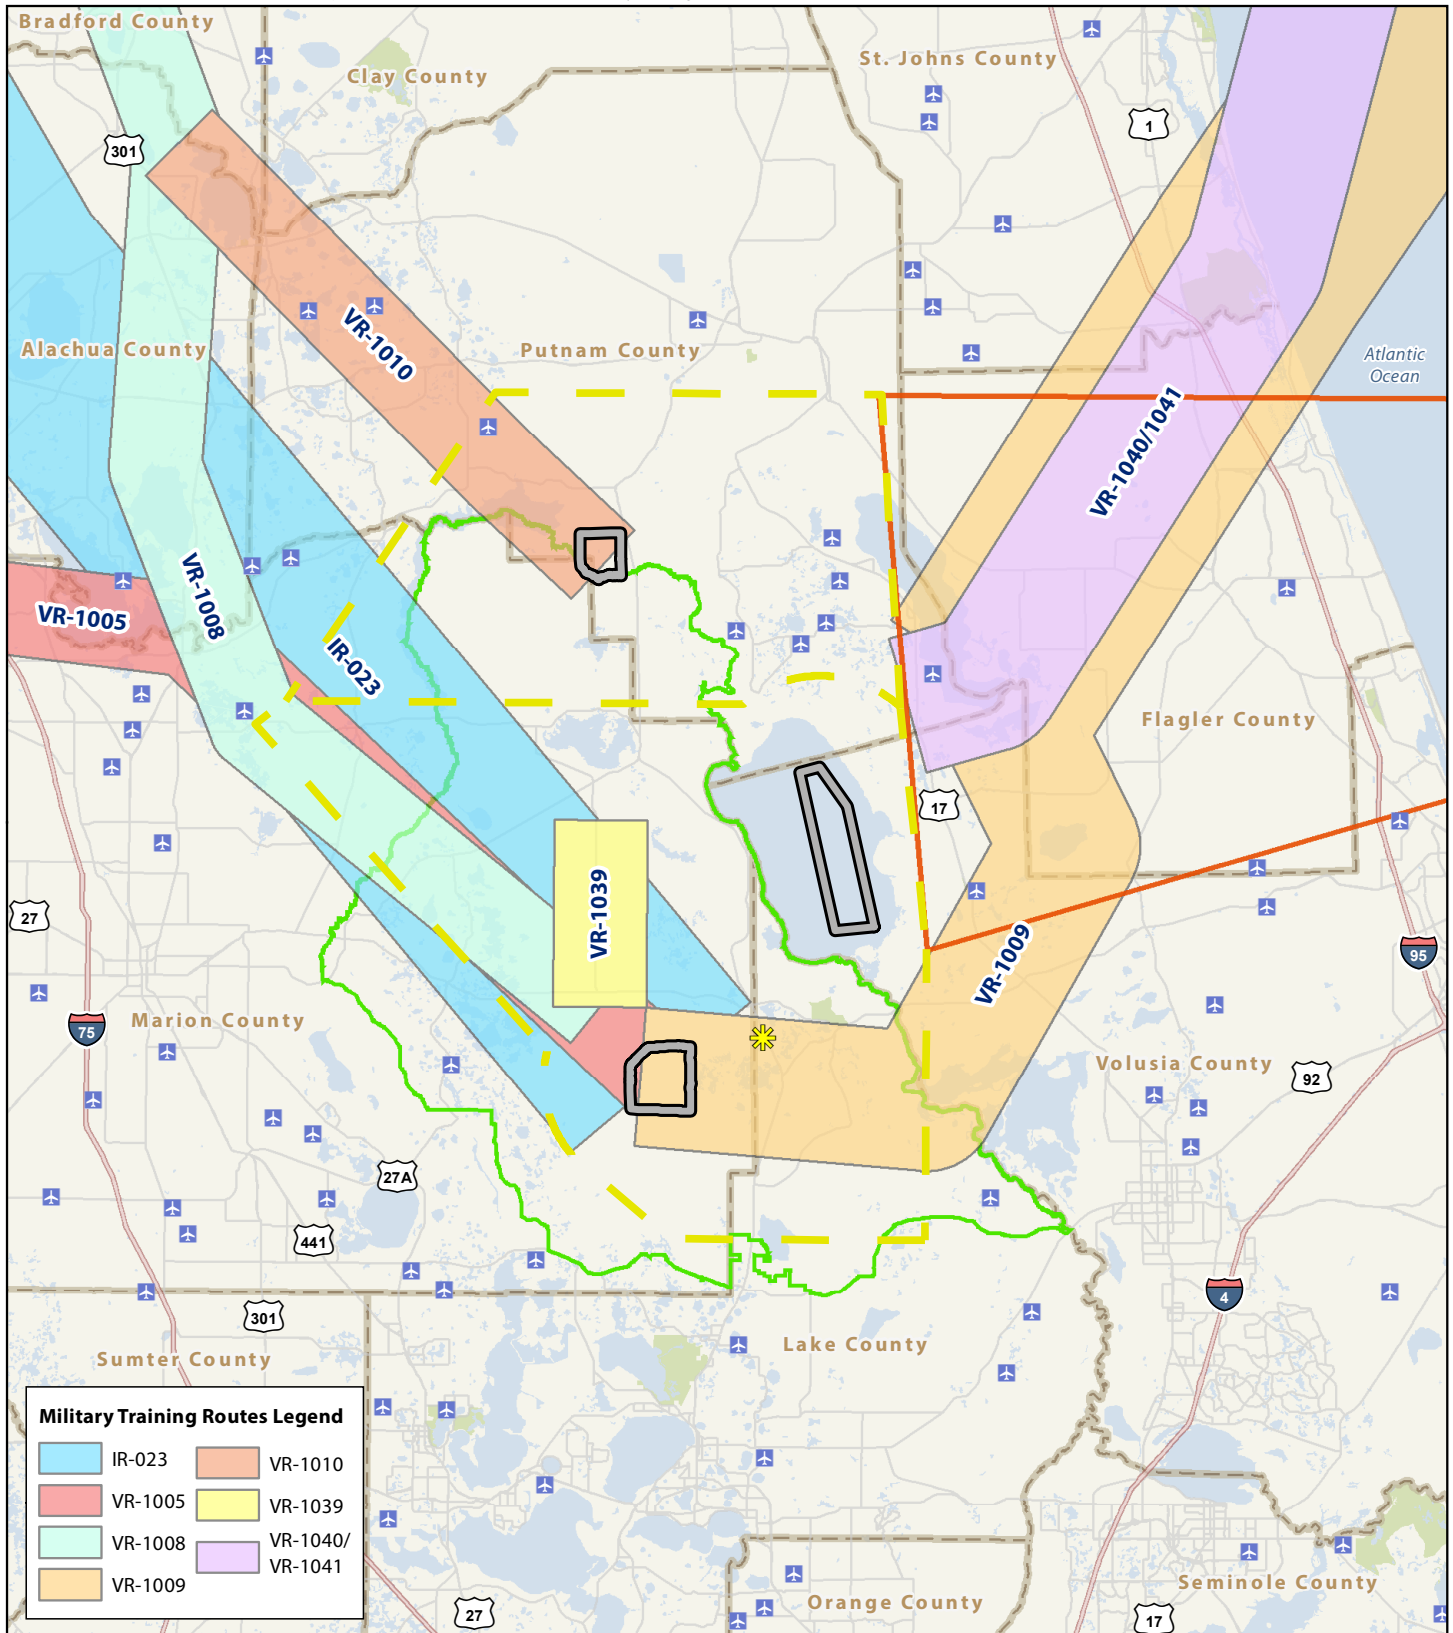 Bradford County
Clay County
St. Johns County
1
301
VR-1010
Alachua County
Putnam County
Atlantic
Ocean
VR-1040/1041
VR-1008
VR-1005
IR-023
Flagler County
17
VR-1039
27
95
VR-1009
Marion County
75
Volusia County
92
27A
441
4
301
Lake County
Sumter County
Military Training Routes Legend
IR-023
VR-1005
VR-1008
VR-1009
VR-1010
VR-1039
VR-1040/
VR-1041
Seminole County
Orange County
27
17